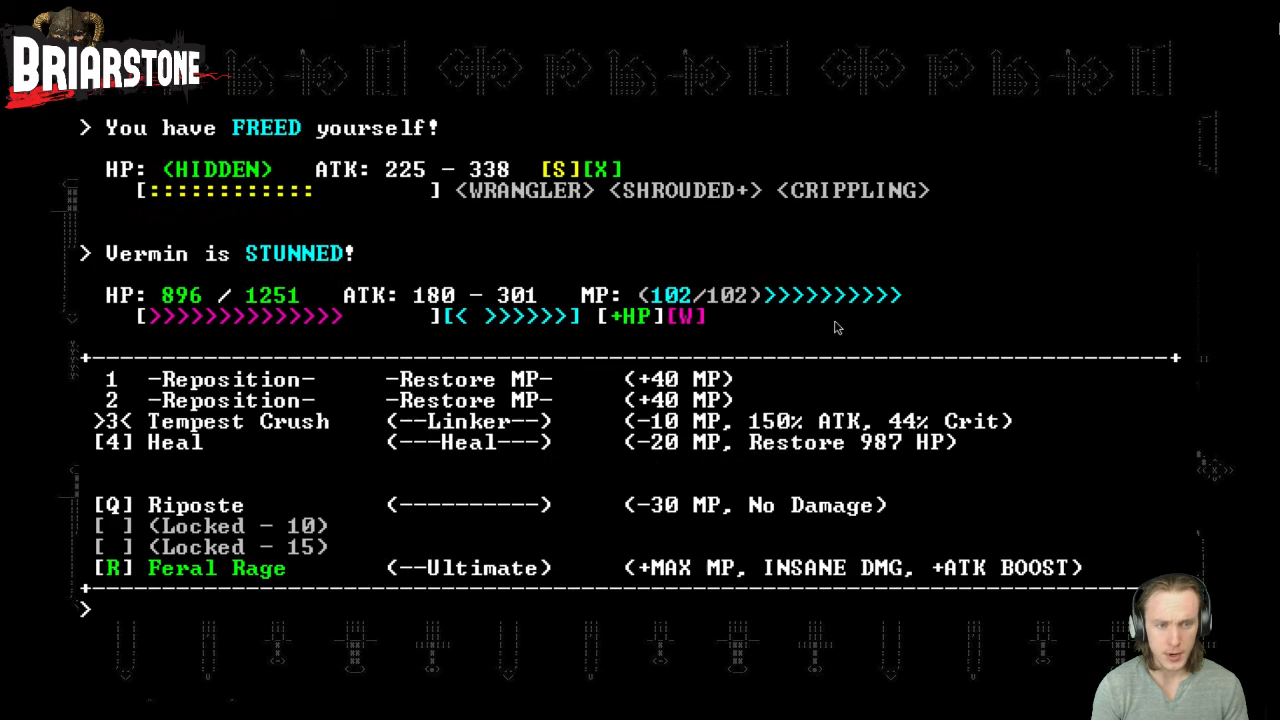 BRIARSTONE
> You have FREED yourself!
HP: <HIDDEN> ATK: 225 - 338 [S][X]
[:::::::::::: ] <WRANGLER> <SHROUDED+> <CRIPPLING>
> Vermin is STUNNED!
HP: 896 / 1251 ATK: 180 - 301 MP: (102/102)>>>>>>>>>>
[>>>>>>>>>>>>>> ][< >>>>>>] [+HP][W]
+------------------------------------------------------------------------------+
1 -Reposition- -Restore MP- (+40 MP)
2 -Reposition- -Restore MP- (+40 MP)
>3< Tempest Crush (--Linker--) (-10 MP, 150% ATK, 44% Crit)
[4] Heal (---Heal---) (-20 MP, Restore 987 HP)
[Q] Riposte (----------) (-30 MP, No Damage)
[ ] (Locked - 10)
[ ] (Locked - 15)
[R] Feral Rage (--Ultimate) (+MAX MP, INSANE DMG, +ATK BOOST)
+------------------------------------------------------------------------------+
>